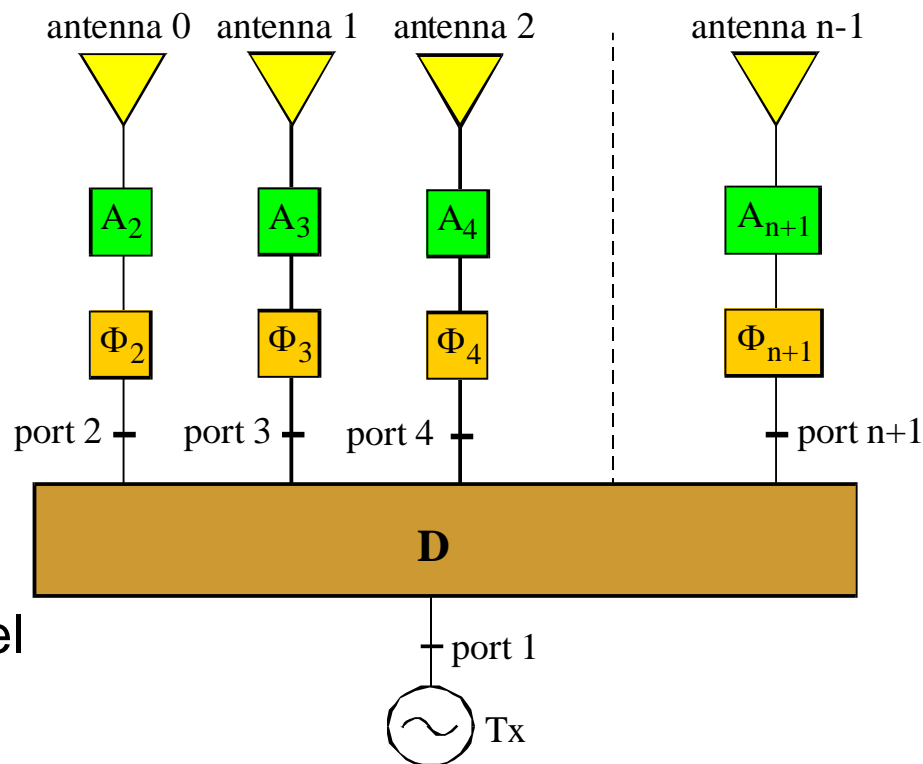 antenna 0 antenna 1 antenna 2 antenna n-1
A2 A3 A4 An+1
Φ2 Φ3 Φ4 Φn+1
port 2 port 3 port 4 port n+1
D
el
port 1
Tx